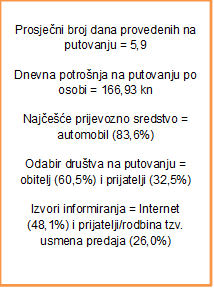 Prosječni broj dana provedenih na
putovanju = 5,9
Dnevna potrošnja na putovanju po
osobi = 166,93 kn
Najčešće prijevozno sredstvo =
automobil (83,6%)
Odabir društva na putovanju =
obitelj (60,5%) i prijatelji (32,5%)
Izvori informiranja = Internet
(48,1%) i prijatelji/rodbina tzv.
usmena predaja (26,0%)